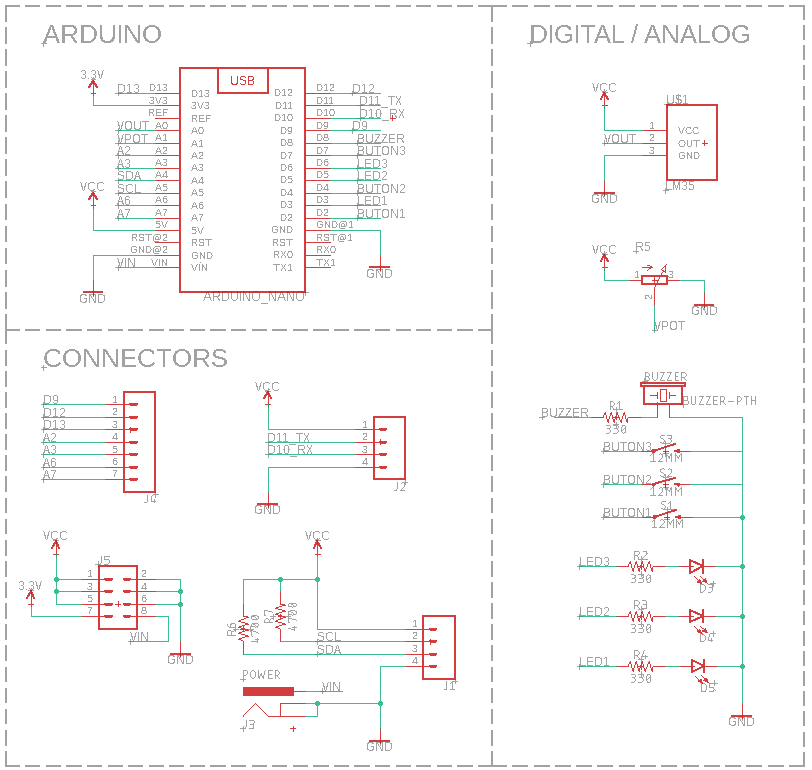 ARDUINO
3.3V
USB
D13 D13 D13
3V3 3V3
REF REF
VOUT A0 A0
VPOT A1 A1
A2 A2 A2
A3 A3 A3
SDA A4 A4
SCL A5 A5
A6 A6 A6
A7 A7 A7
VCC
5V 5V
RST@2 RST
GND@2 GND
VIN VIN VIN
GND
D12 D12 D12
D11 D11 D11_TX
D10 D10 D10_RX
D9 D9 D9
D8 D8 BUZZER
D7 D7 BUTON3
D6 D6 LED3
D5 D5 LED2
D4 D4 BUTON2
D3 D3 LED1
D2 D2 BUTON1
GND GND@1
RST RST@1
RX0 RX0
TX1 TX1
GND
ARDUINO_NANO
DIGITAL / ANALOG
VCC
U$1
1 VCC
VOUT 2 OUT
3 GND
GND
LM35
VCC
R5
1 3
2
GND
VPOT
BUZZER
BUZZER-PTH
BUZZER
R1
330
BUTON3
S3
12MM
BUTON2
S2
12MM
BUTON1
S1
12MM
LED3
R2
330
D3
LED2
R3
330
D4
LED1
R4
330
D5
GND
CONNECTORS
D9 1
D12 2
D13 3
A2 4
A3 5
A6 6
A7 7
J4
VCC
1
D11_TX 2
D10_RX 3
4
J2
GND
VCC
J5
1 2
3 4
3.3V
5 6
7 8
VIN
GND
VCC
R6
4700
R7
4700
1
SCL 2
SDA 3
4
J1
POWER
VIN
J3
GND